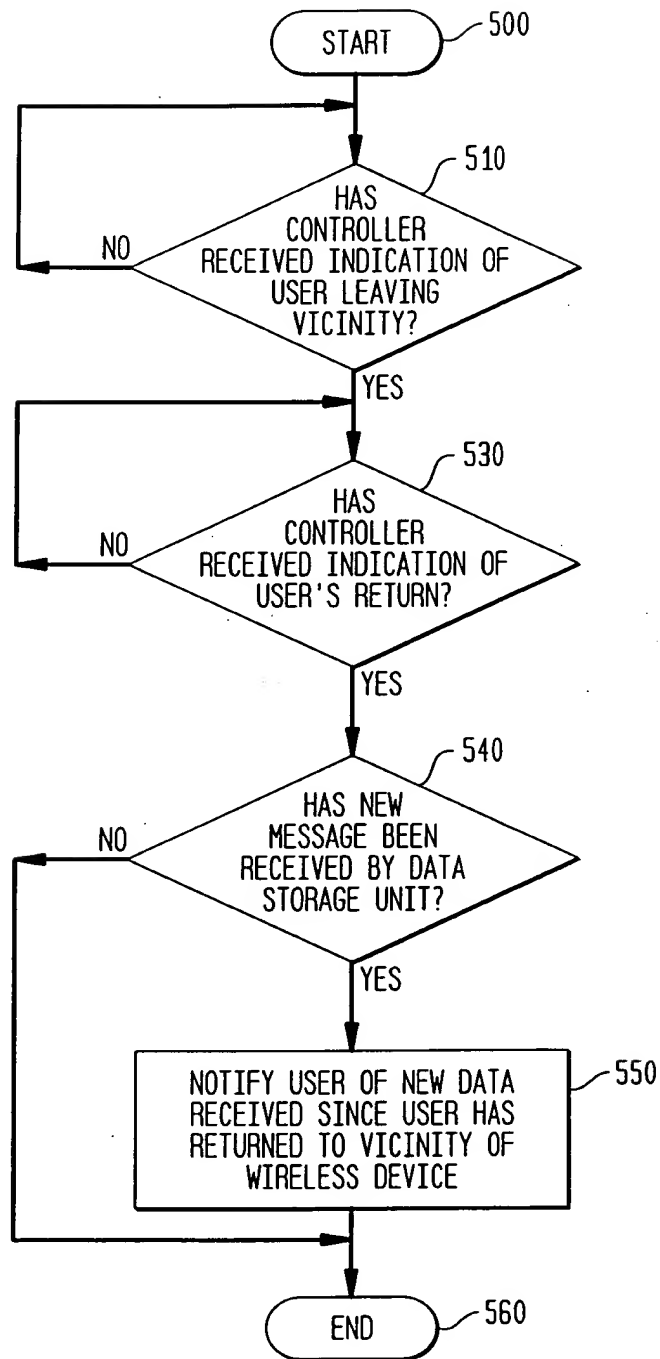 START
500
510
HAS
CONTROLLER
RECEIVED INDICATION OF
USER LEAVING
VICINITY?
NO
YES
530
HAS
CONTROLLER
RECEIVED INDICATION OF
USER'S RETURN?
NO
YES
540
HAS NEW
MESSAGE BEEN
RECEIVED BY DATA
STORAGE UNIT?
NO
YES
550
NOTIFY USER OF NEW DATA
RECEIVED SINCE USER HAS
RETURNED TO VICINITY OF
WIRELESS DEVICE
END
560